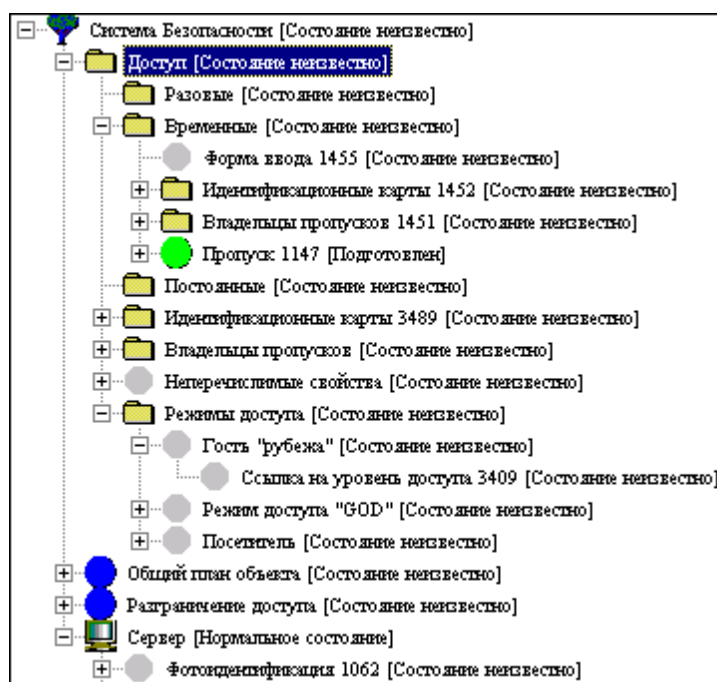 Система Безопасности [Состояние неизвестно]
Доступ [Состояние неизвестно]
Разовые [Состояние неизвестно]
Временные [Состояние неизвестно]
Форма ввода 1455 [Состояние неизвестно]
Идентификационные карты 1452 [Состояние неизвестно]
Владельцы пропусков 1451 [Состояние неизвестно]
Пропуск 1147 [Подготовлен]
Постоянные [Состояние неизвестно]
Идентификационные карты 3489 [Состояние неизвестно]
Владельцы пропусков [Состояние неизвестно]
Неперечислимые свойства [Состояние неизвестно]
Режимы доступа [Состояние неизвестно]
Гость "рубежа" [Состояние неизвестно]
Ссылка на уровень доступа 3409 [Состояние неизвестно]
Режим доступа "GOD" [Состояние неизвестно]
Посетитель [Состояние неизвестно]
Общий план объекта [Состояние неизвестно]
Разграничение доступа [Состояние неизвестно]
Сервер [Нормальное состояние]
Фотоидентификация 1062 [Состояние неизвестно]